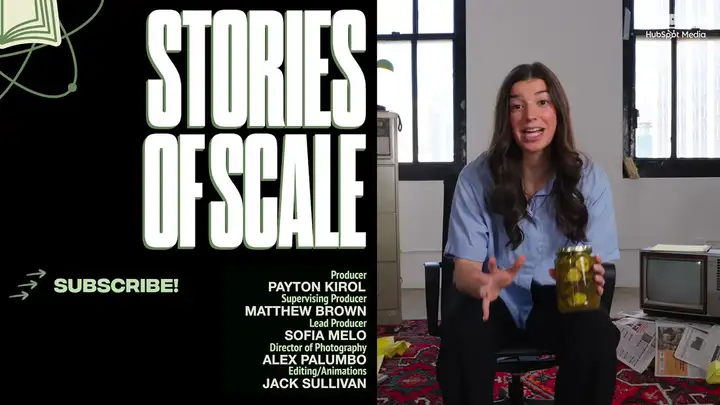 STORIES
OF SCALE
SUBSCRIBE!
Producer
PAYTON KIROL
Supervising Producer
MATTHEW BROWN
Lead Producer
SOFIA MELO
Director of Photography
ALEX PALUMBO
Editing/Animations
JACK SULLIVAN
HubSpot Media